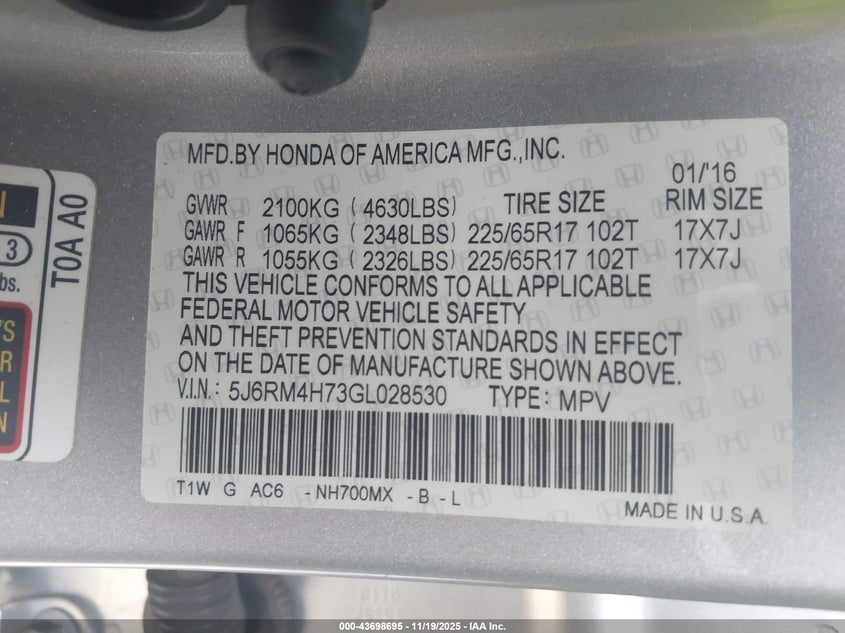 MFD.BY HONDA OF AMERICA MFG.,INC.
01/'16
GVWR 2100KG ( 4630LBS) TIRE SIZE RIM SIZE
GAWR F 1065KG ( 2348LBS) 225/65R17 102T 17X7J
GAWR R 1055KG ( 2326LBS) 225/65R17 102T 17X7J
THIS VEHICLE CONFORMS TO ALL APPLICABLE
FEDERAL MOTOR VEHICLE SAFETY
AND THEFT PREVENTION STANDARDS IN EFFECT
ON THE DATE OF MANUFACTURE SHOWN ABOVE.
V.I.N.: 5J6RM4H73GL028530 TYPE: MPV
T1W G AC6 -NH700MX -B -L
MADE IN U.S.A.
3
lbs.
T0A A0
000-43698695 - 11/19/2025 - IAA Inc.